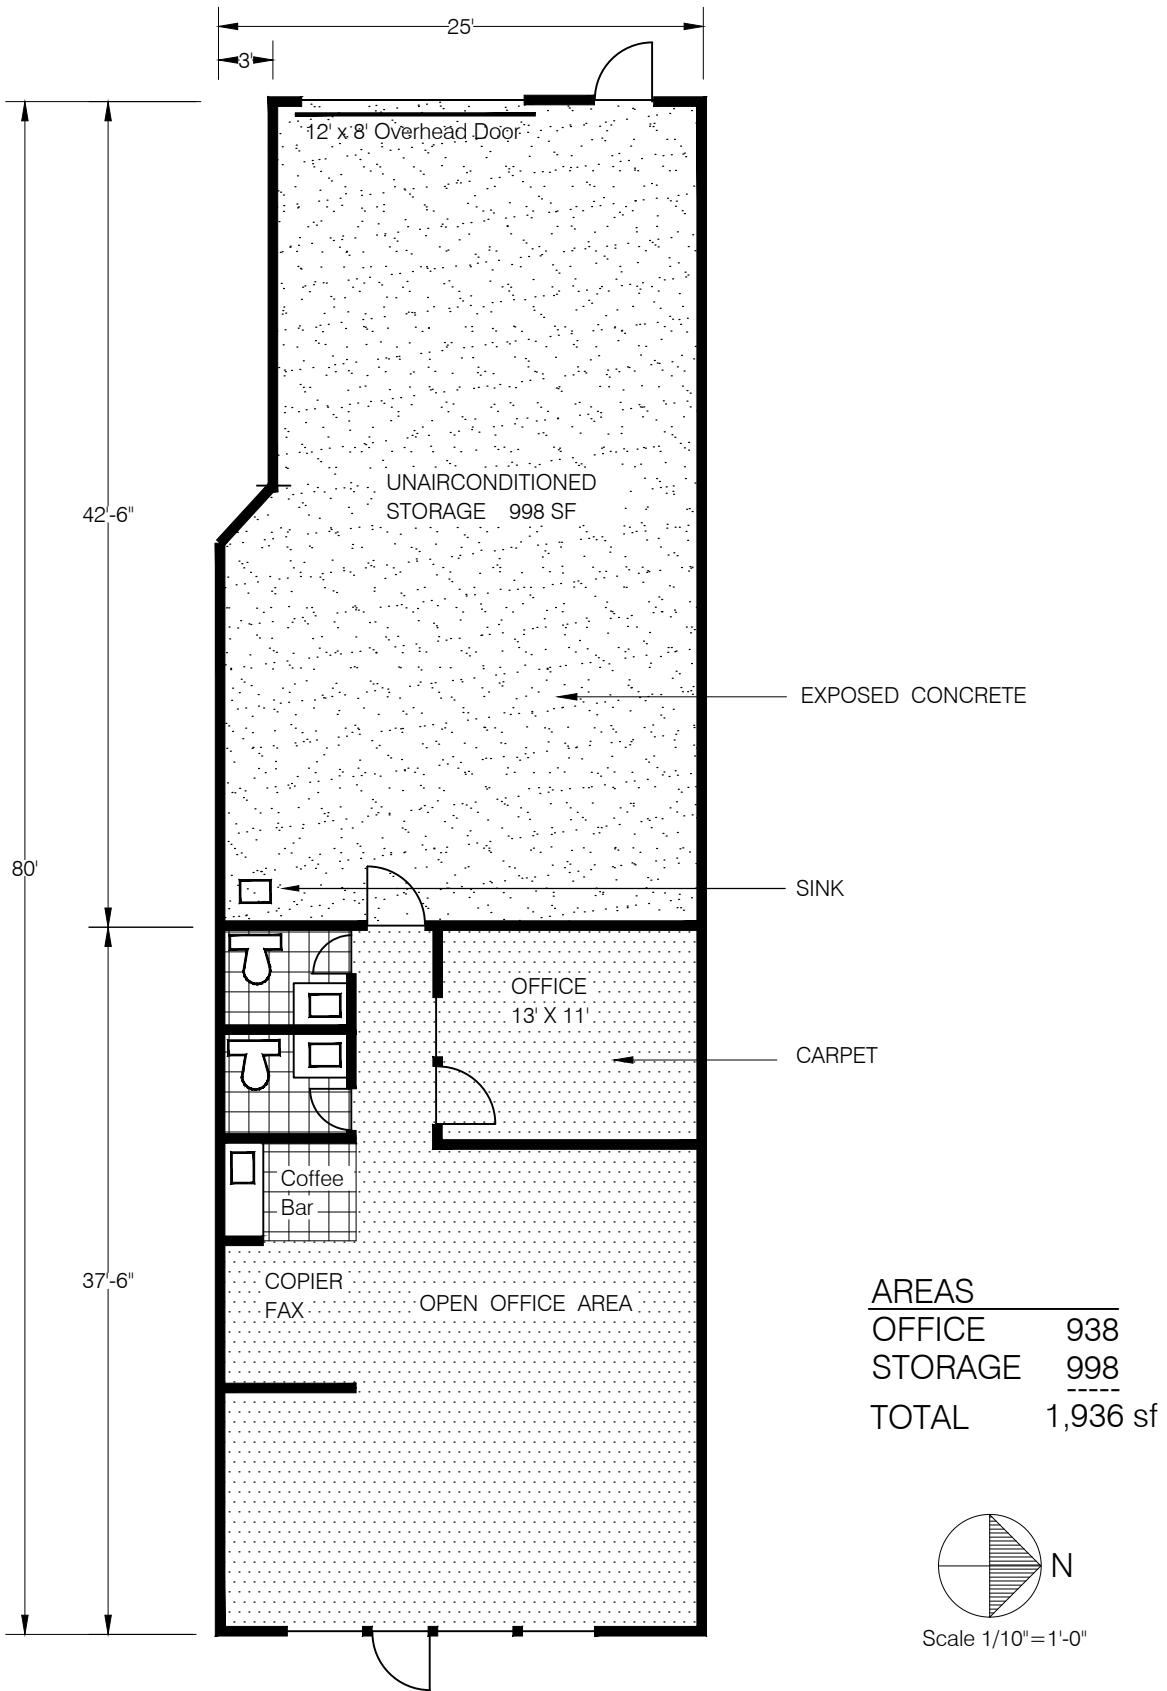 25'
3'
12' x 8' Overhead Door
UNAIRCONDITIONED
STORAGE 998 SF
42'-6"
EXPOSED CONCRETE
80'
SINK
OFFICE
13' X 11'
CARPET
Coffee
Bar
37'-6"
COPIER
FAX
OPEN OFFICE AREA
AREAS
OFFICE 938
STORAGE 998
-----
TOTAL 1,936 sf
N
Scale 1/10"=1'-0"